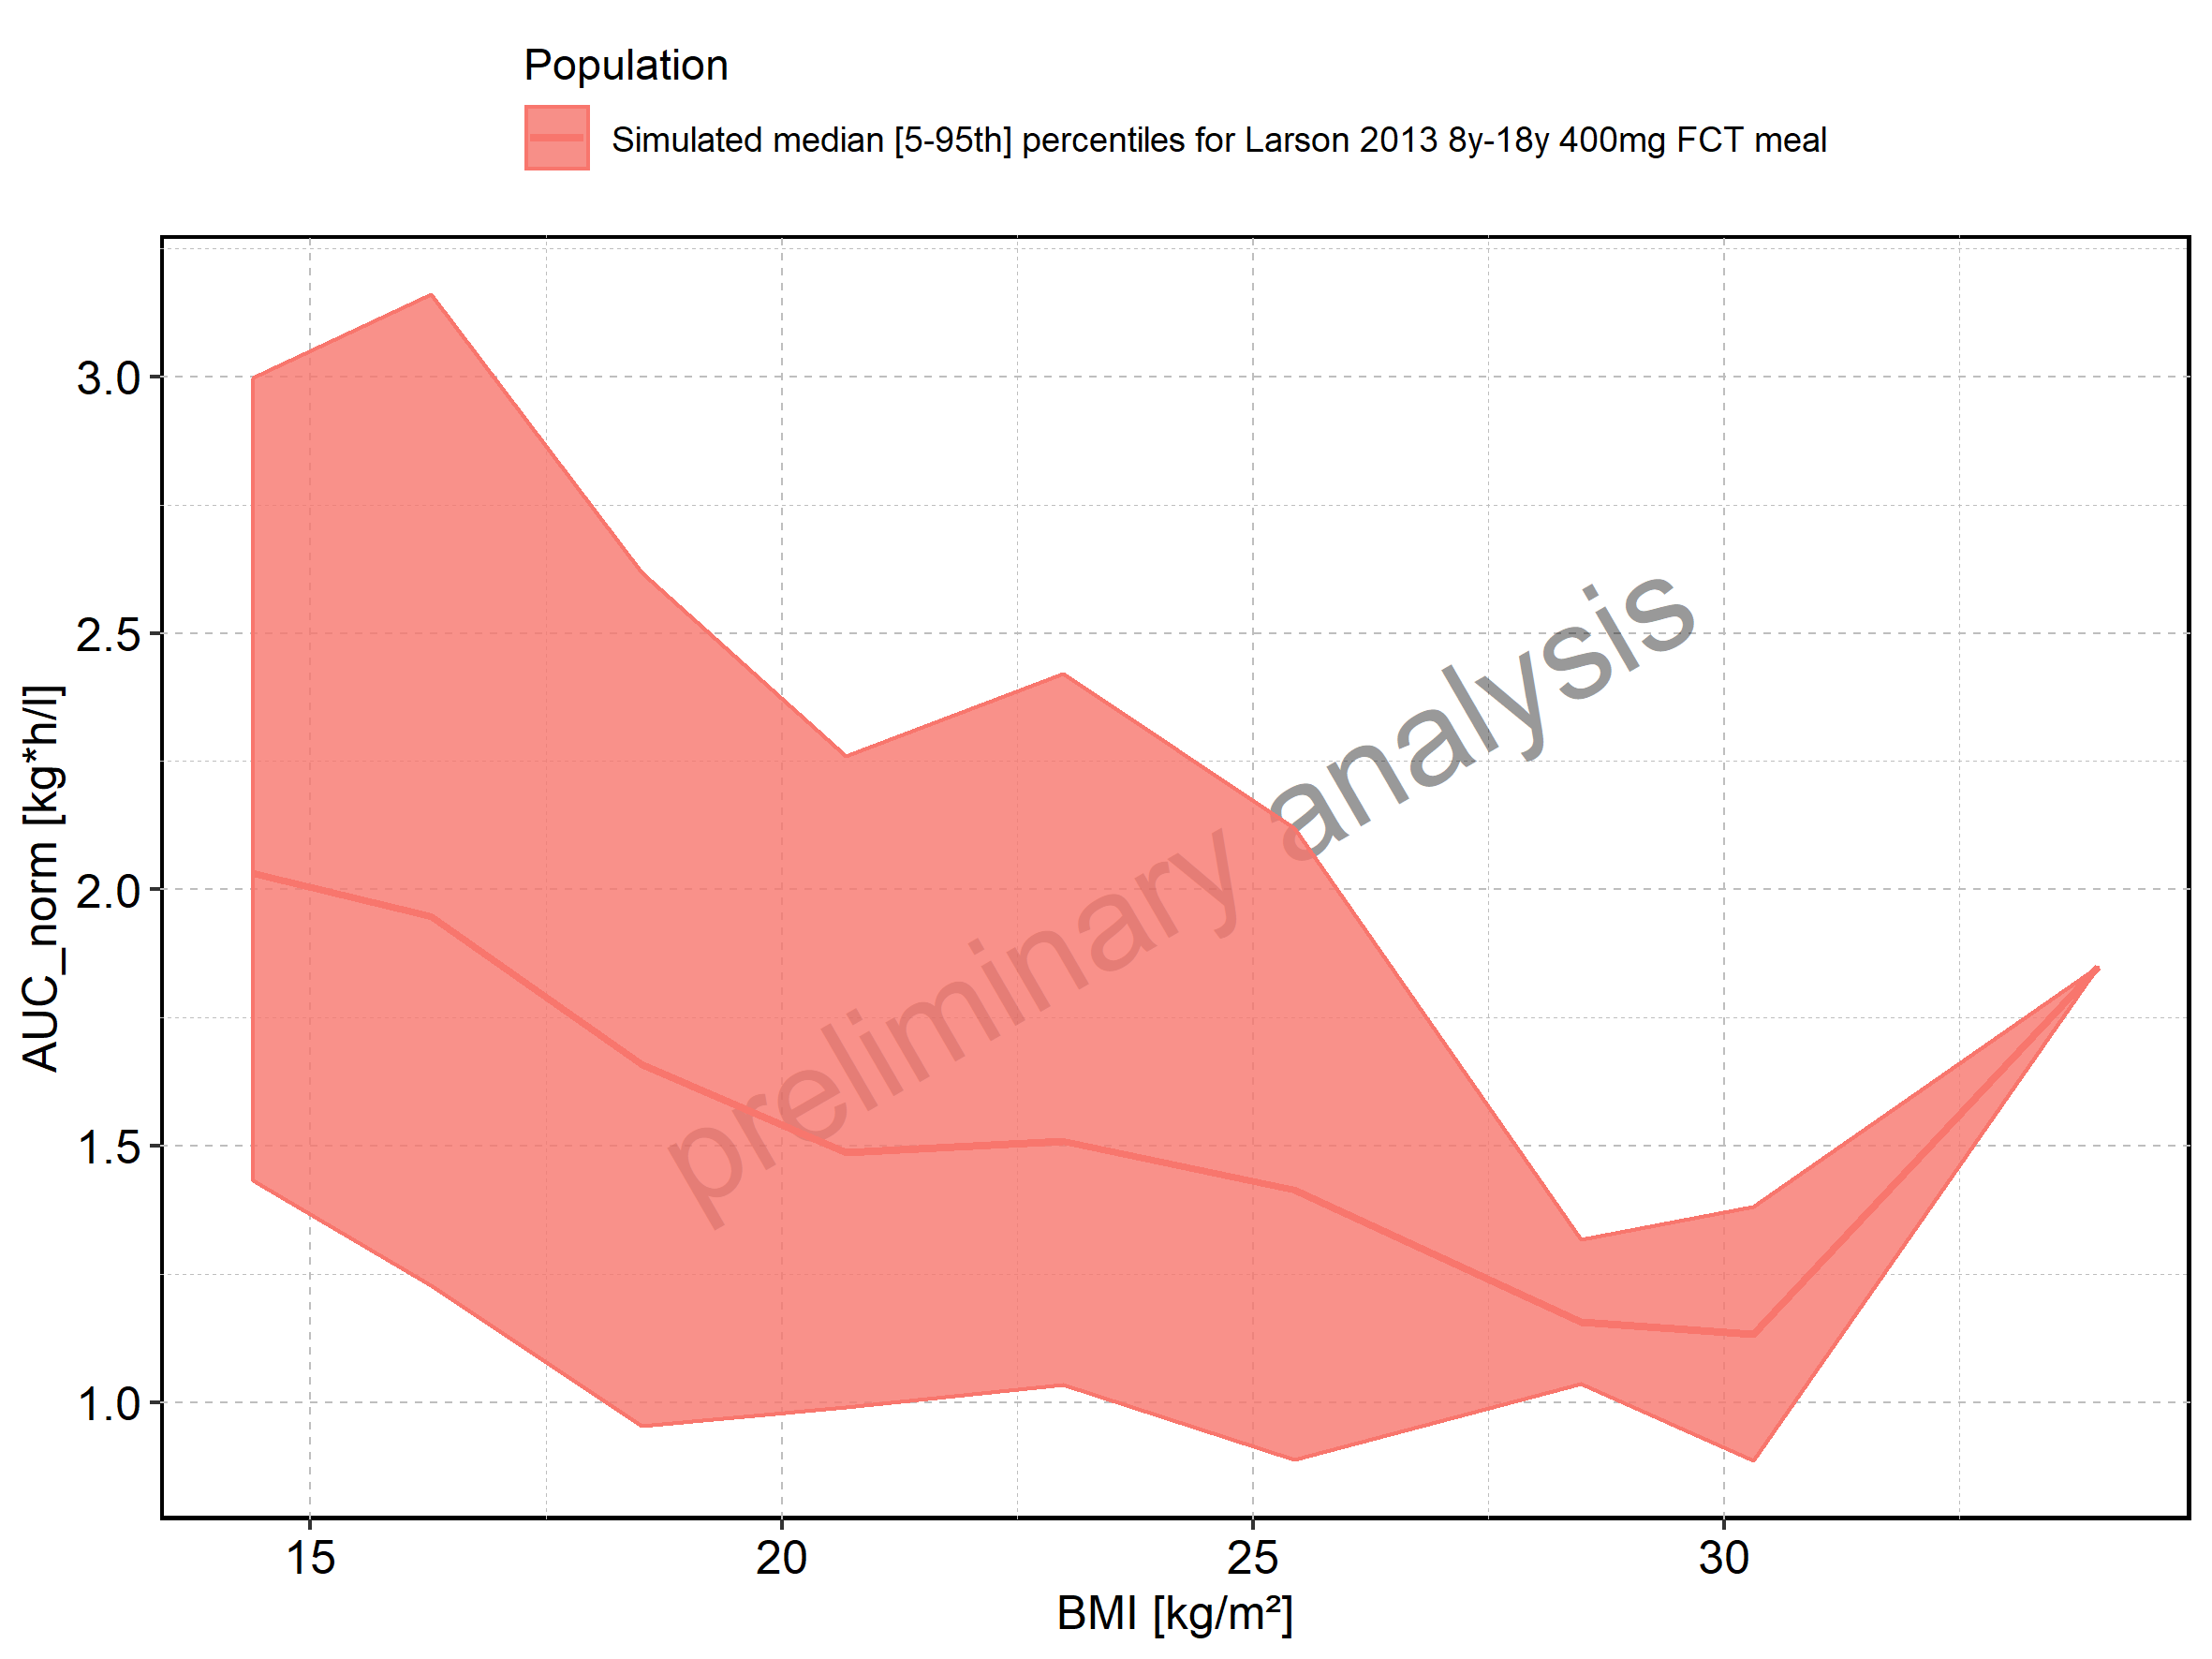 Population
Simulated median [5-95th] percentiles for Larson 2013 8y-18y 400mg FCT meal
3.0
2.5
2.0
1.5
1.0
AUC_norm [kg*h/l]
preliminary analysis
15 20 25 30
BMI [kg/m²]